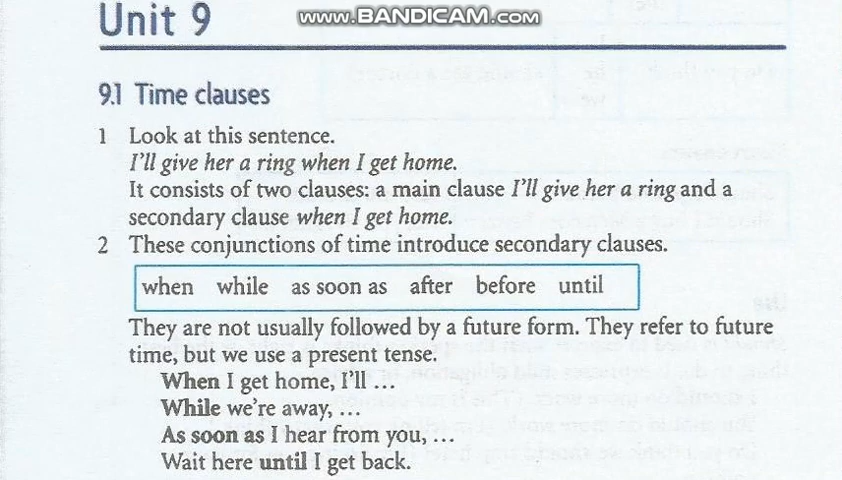 www.BANDICAM.com
Unit 9
9.1 Time clauses
1 Look at this sentence.
I'll give her a ring when I get home.
It consists of two clauses: a main clause I'll give her a ring and a
secondary clause when I get home.
2 These conjunctions of time introduce secondary clauses.
when while as soon as after before until
They are not usually followed by a future form. They refer to future
time, but we use a present tense.
When I get home, I'll ...
While we're away, ...
As soon as I hear from you, ...
Wait here until I get back.